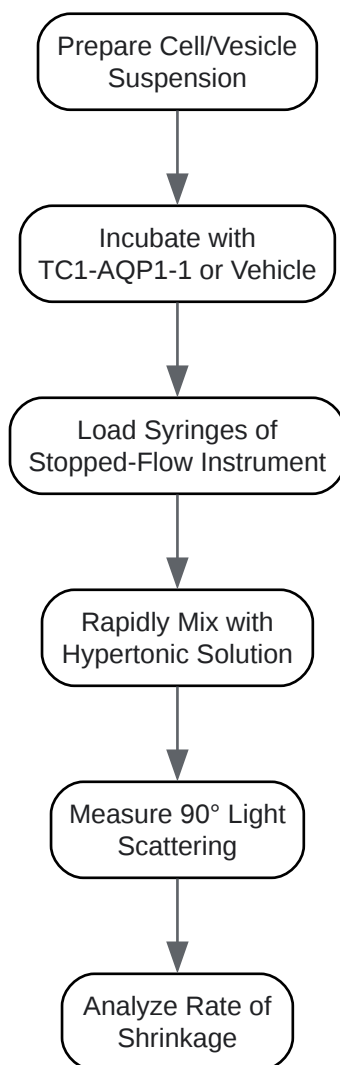 Prepare Cell/Vesicle
Suspension
Incubate with
TC1-AQP1-1 or Vehicle
Load Syringes of
Stopped-Flow Instrument
Rapidly Mix with
Hypertonic Solution
Measure 90° Light
Scattering
Analyze Rate of
Shrinkage